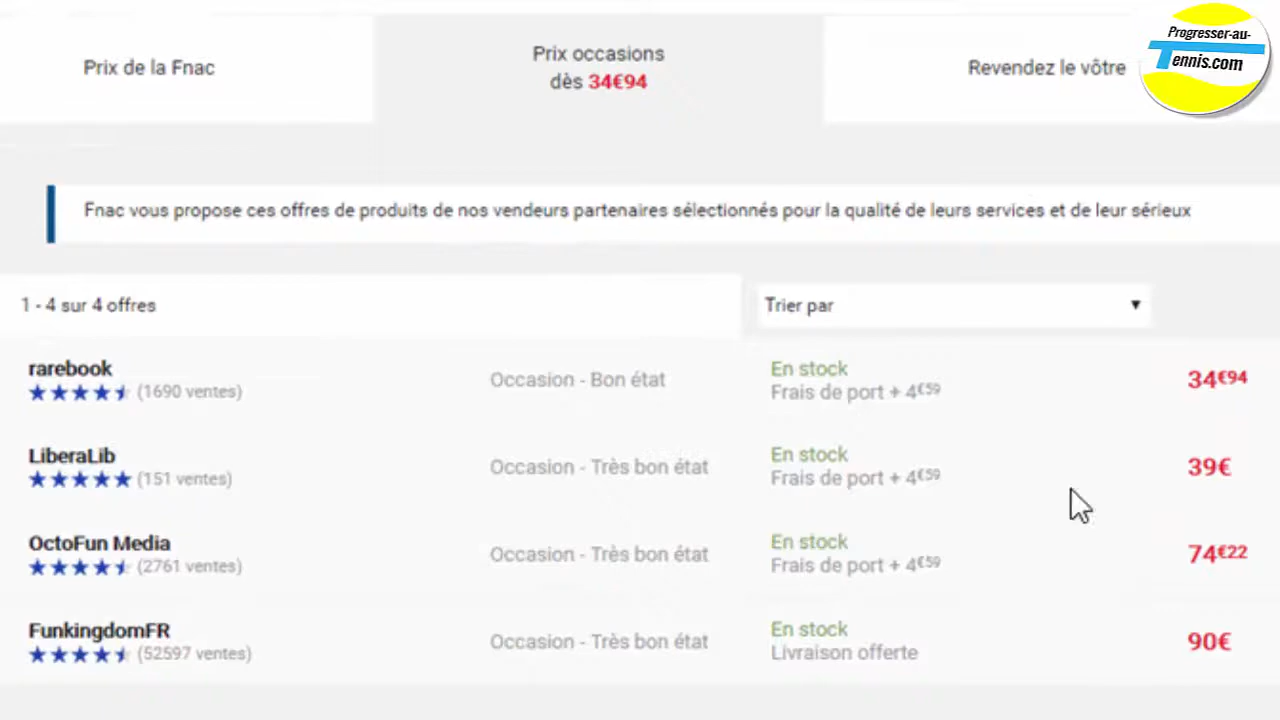 Prix de la Fnac
Prix occasions
dès 34€94
Revendez le vôtre
Progresser-au-
Tennis.com
Fnac vous propose ces offres de produits de nos vendeurs partenaires sélectionnés pour la qualité de leurs services et de leur sérieux
1 - 4 sur 4 offres
Trier par
rarebook
(1690 ventes)
Occasion - Bon état
En stock
Frais de port + 4€59
34€94
LiberaLib
(151 ventes)
Occasion - Très bon état
En stock
Frais de port + 4€59
39€
OctoFun Media
(2761 ventes)
Occasion - Très bon état
En stock
Frais de port + 4€59
74€22
FunkingdomFR
(52597 ventes)
Occasion - Très bon état
En stock
Livraison offerte
90€